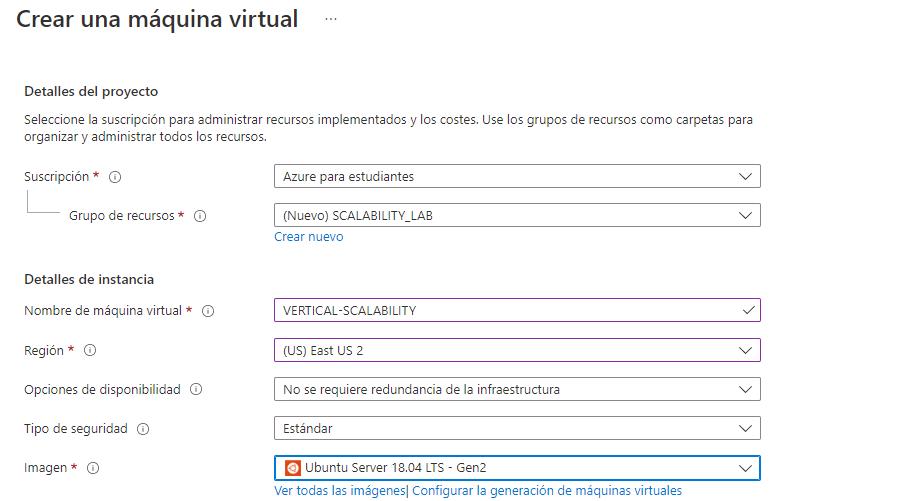 Crear una máquina virtual ...
Detalles del proyecto
Seleccione la suscripción para administrar recursos implementados y los costes. Use los grupos de recursos como carpetas para
organizar y administrar todos los recursos.
Suscripción * Azure para estudiantes
Grupo de recursos * (Nuevo) SCALABILITY_LAB
Crear nuevo
Detalles de instancia
Nombre de máquina virtual * VERTICAL-SCALABILITY
Región * (US) East US 2
Opciones de disponibilidad No se requiere redundancia de la infraestructura
Tipo de seguridad Estándar
Imagen * Ubuntu Server 18.04 LTS - Gen2
Ver todas las imágenes| Configurar la generación de máquinas virtuales